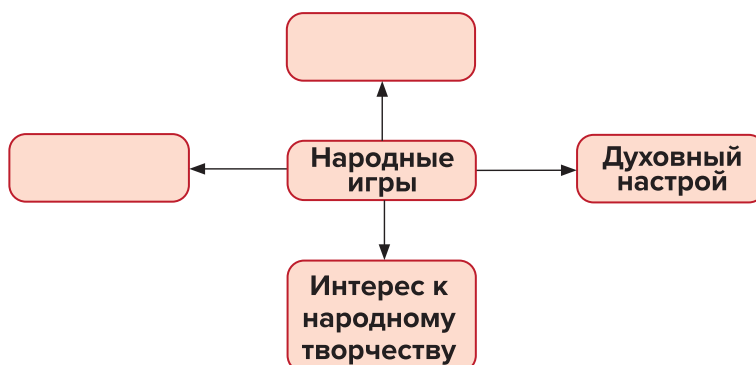 Народные
игры
Духовный
настрой
Интерес к
народному
творчеству